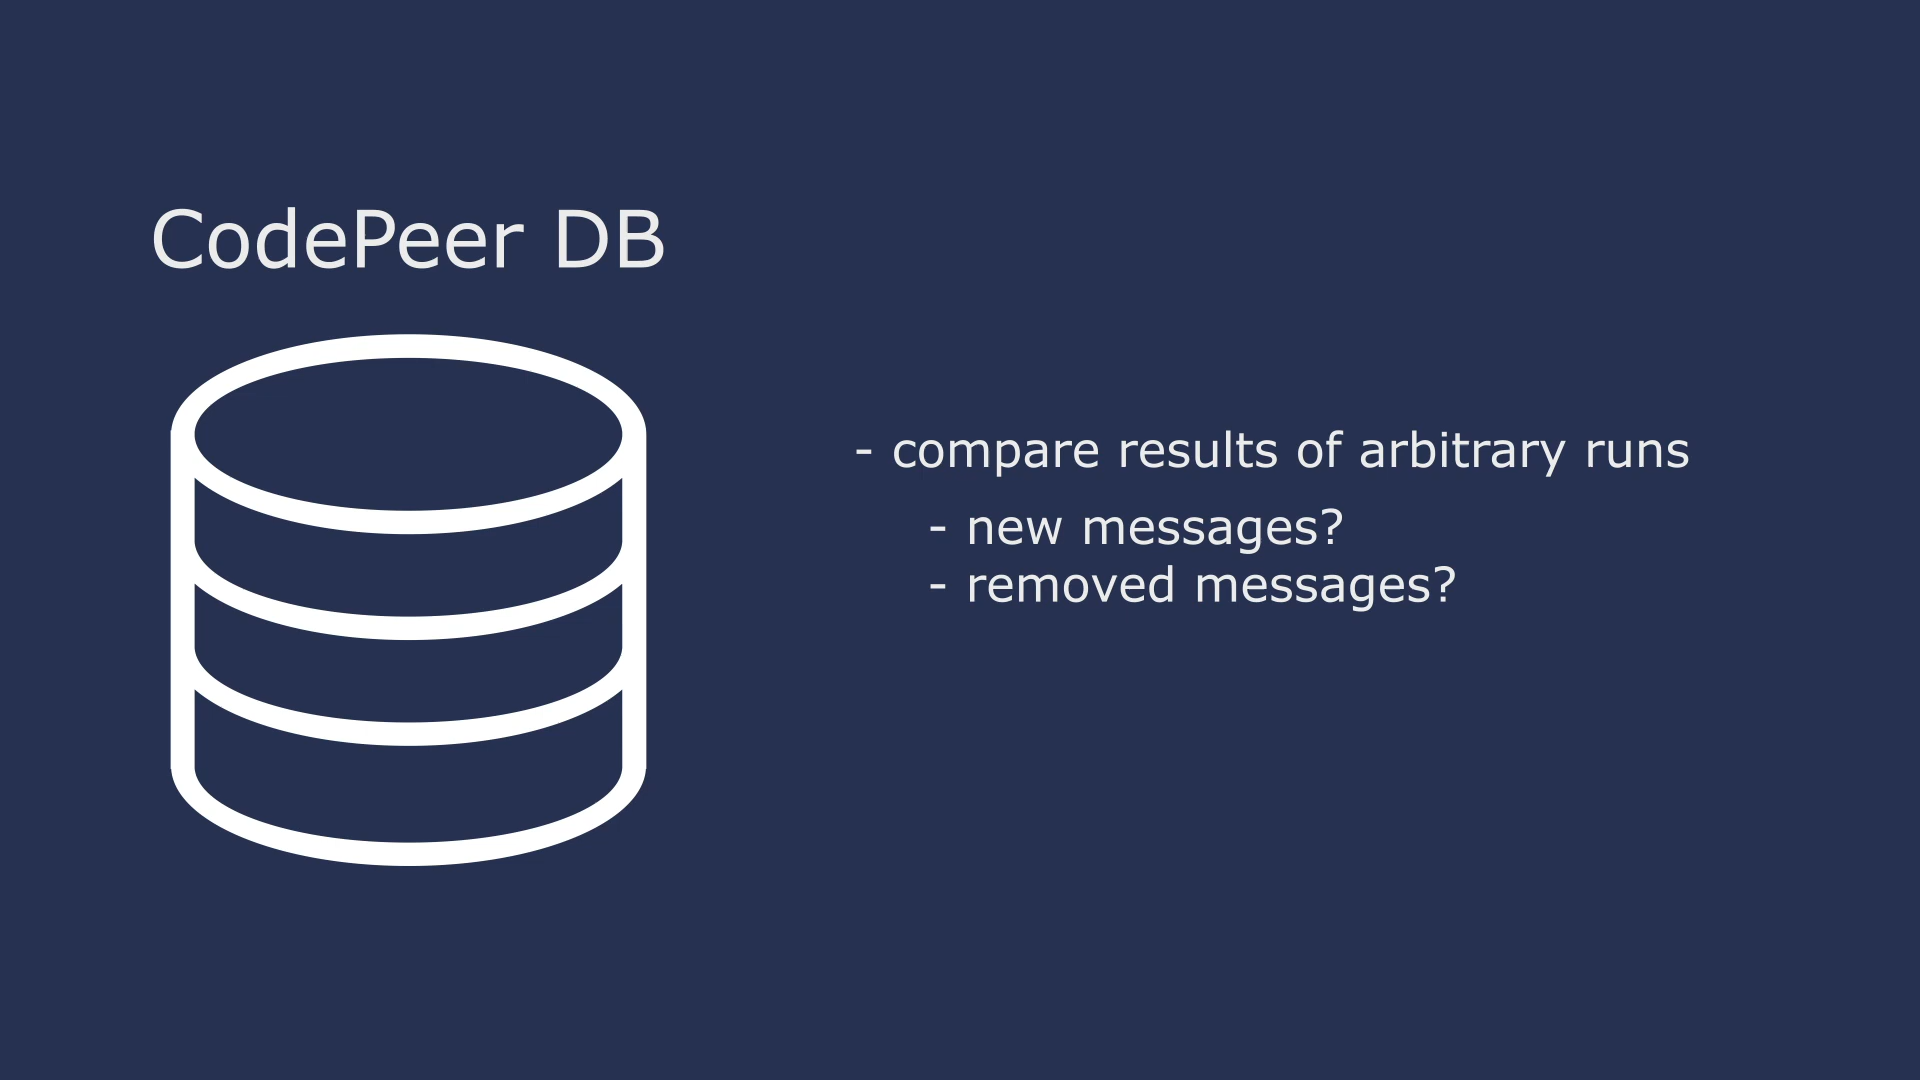 CodePeer DB
- compare results of arbitrary runs
- new messages?
- removed messages?